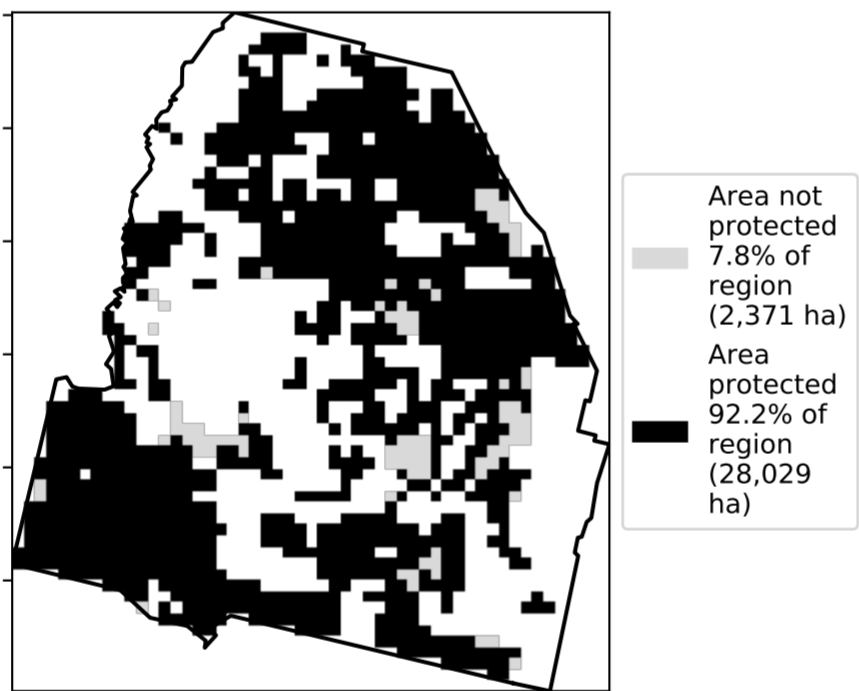 Area not
protected
7.8% of
region
(2,371 ha)
Area
protected
92.2% of
region
(28,029
ha)